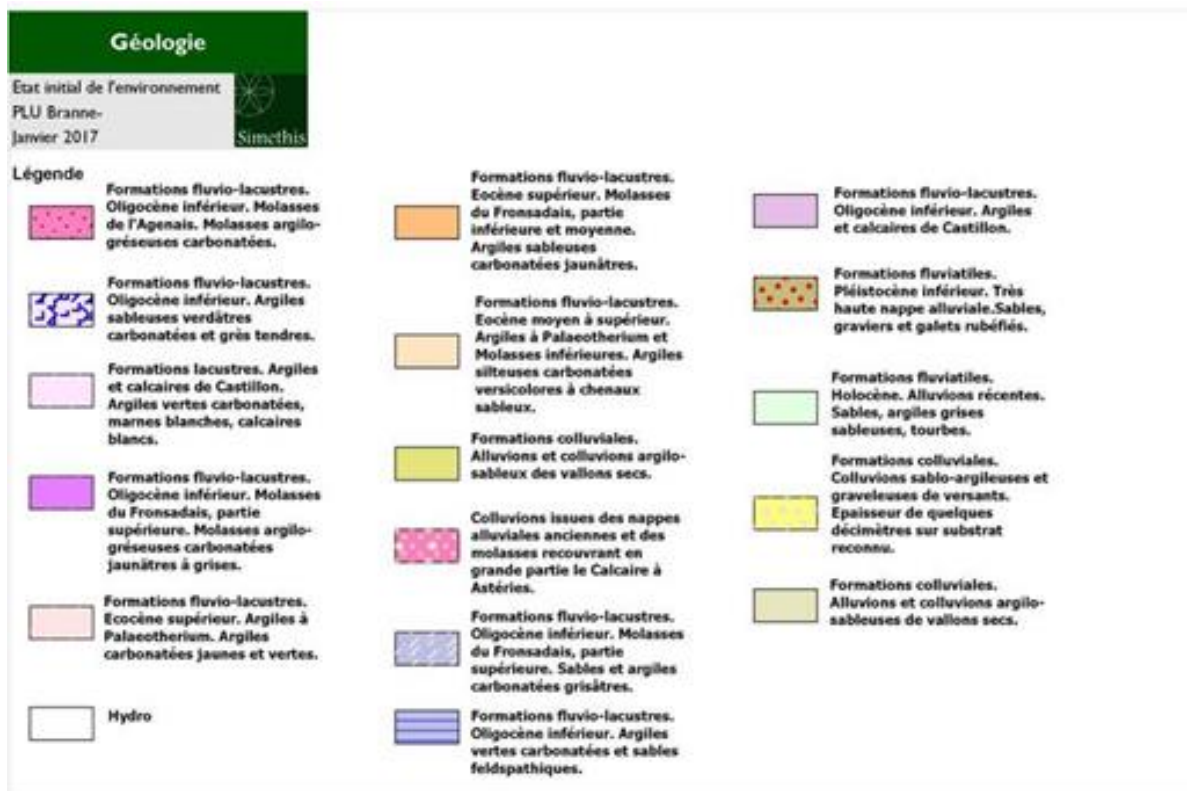 Géologie
Etat initial de l'environnement
PLU Branne-
Janvier 2017
Simethis
Légende
Formations fluvio-lacustres.
Oligocène inférieur. Molasses
de l'Agenais. Molasses argilo-
gréseuses carbonatées.
Formations fluvio-lacustres.
Oligocène inférieur. Argiles
sableuses verdâtres
carbonatées et grès tendres.
Formations lacustres. Argiles
et calcaires de Castillon.
Argiles vertes carbonatées,
marnes blanches, calcaires
blancs.
Formations fluvio-lacustres.
Oligocène inférieur. Molasses
du Fronsadais, partie
supérieure. Molasses argilo-
gréseuses carbonatées
jaunâtres à grises.
Formations fluvio-lacustres.
Ecocène supérieur. Argiles à
Palaeotherium. Argiles
carbonatées jaunes et vertes.
Hydro
Formations fluvio-lacustres.
Eocène supérieur. Molasses
du Fronsadais, partie
inférieure et moyenne.
Argiles sableuses
carbonatées jaunâtres.
Formations fluvio-lacustres.
Eocène moyen à supérieur.
Argiles à Palaeotherium et
Molasses inférieures. Argiles
silteuses carbonatées
versicolores à chenaux
sableux.
Formations colluviales.
Alluvions et colluvions argilo-
sableux des vallons secs.
Colluvions issues des nappes
alluviales anciennes et des
molasses recouvrant en
grande partie le Calcaire à
Astéries.
Formations fluvio-lacustres.
Oligocène inférieur. Molasses
du Fronsadais, partie
supérieure. Sables et argiles
carbonatées grisâtres.
Formations fluvio-lacustres.
Oligocène inférieur. Argiles
vertes carbonatées et sables
feldspathiques.
Formations fluvio-lacustres.
Oligocène inférieur. Argiles
et calcaires de Castillon.
Formations fluviatiles.
Pléistocène inférieur. Très
haute nappe alluviale.Sables,
graviers et galets rubéfiés.
Formations fluviatiles.
Holocène. Alluvions récentes.
Sables, argiles grises
sableuses, tourbes.
Formations colluviales.
Colluvions sablo-argileuses et
graveleuses de versants.
Epaisseur de quelques
décimètres sur substrat
reconnu.
Formations colluviales.
Alluvions et colluvions argilo-
sableuses de vallons secs.